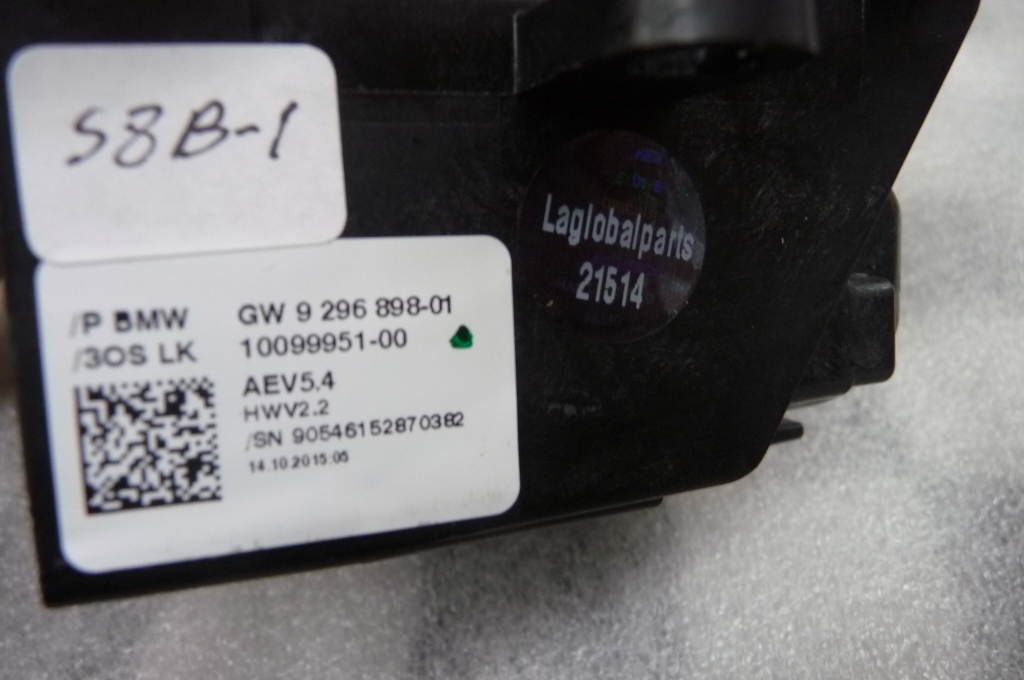 S8B-1
Laglobalparts
21514
/P BMW GW 9 296 898-01
/3OS LK 10099951-00
AEV5.4
HWV2.2
/SN 90546152870382
14.10.2015:05